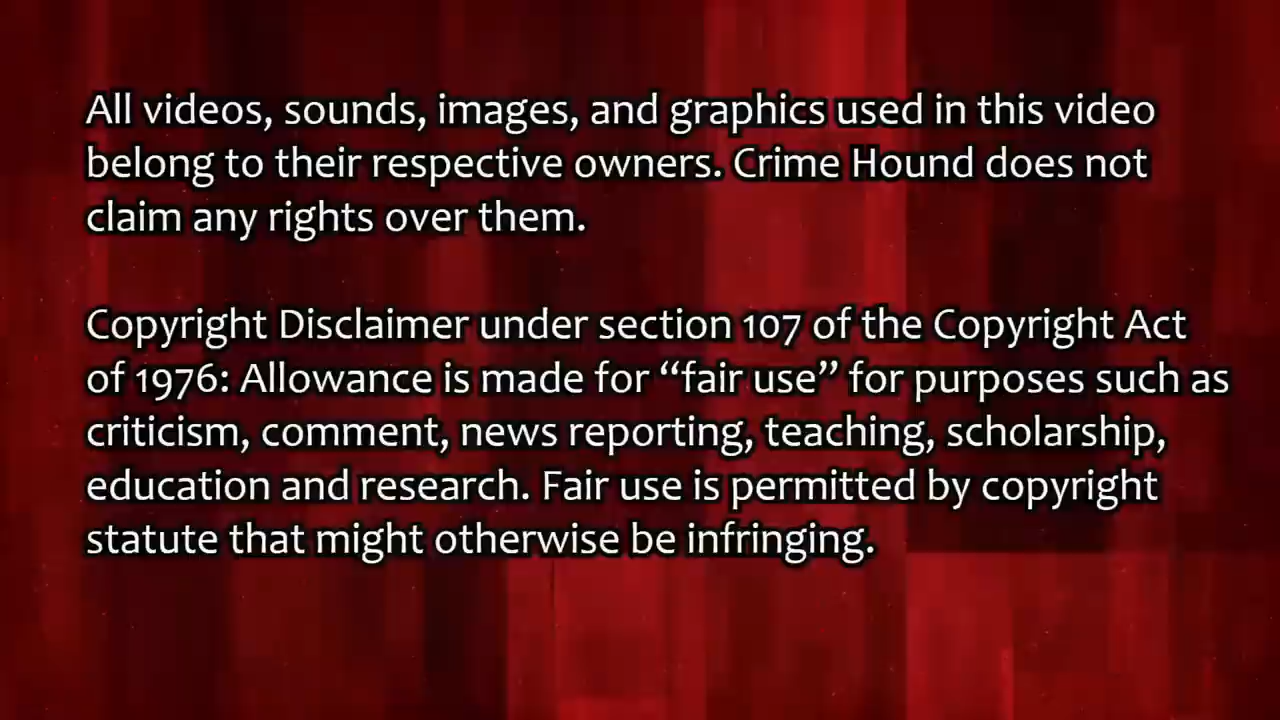 All videos, sounds, images, and graphics used in this video
belong to their respective owners. Crime Hound does not
claim any rights over them.
Copyright Disclaimer under section 107 of the Copyright Act
of 1976: Allowance is made for “fair use” for purposes such as
criticism, comment, news reporting, teaching, scholarship,
education and research. Fair use is permitted by copyright
statute that might otherwise be infringing.